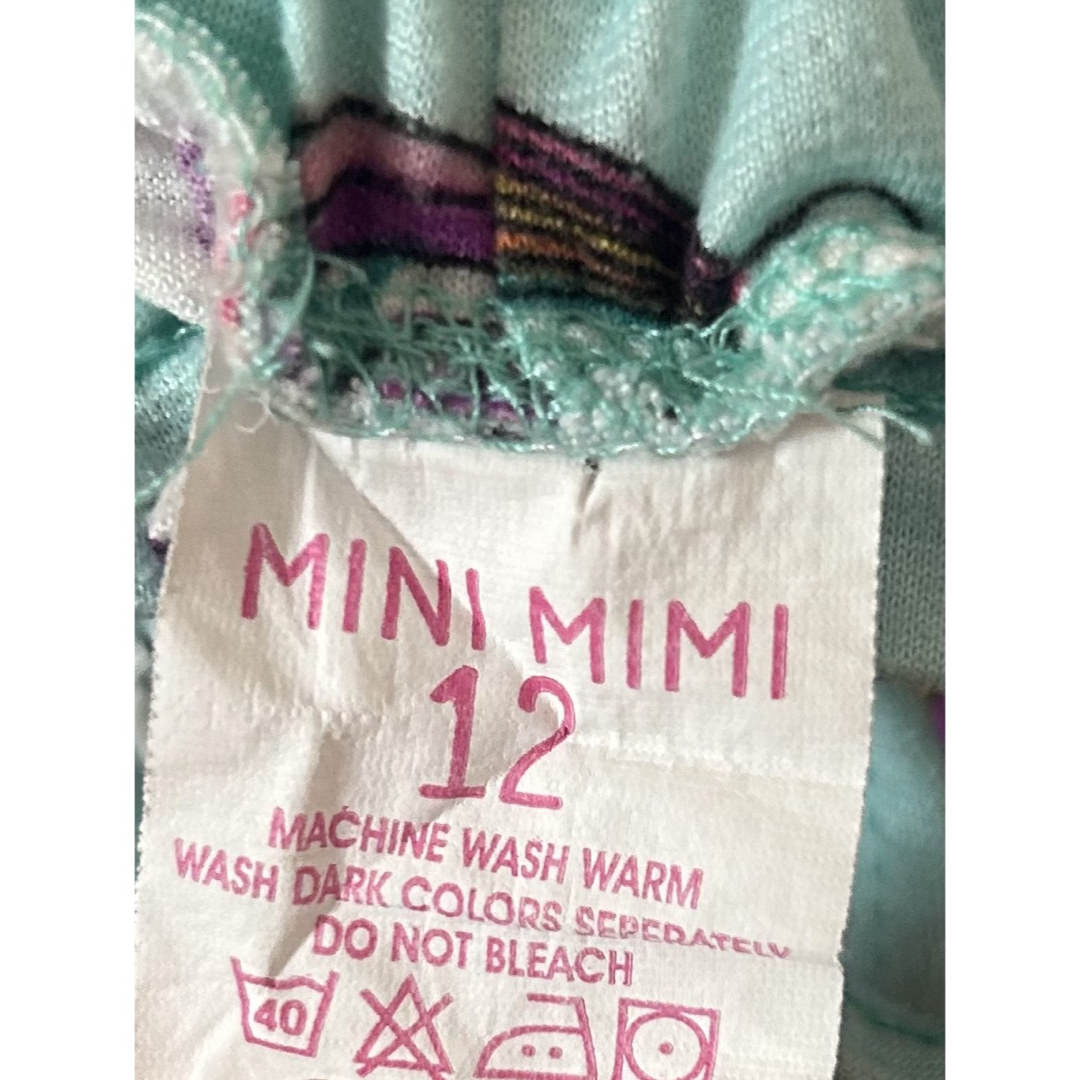 MINI MIMI
12
MACHINE WASH WARM
WASH DARK COLORS SEPERATELY
DO NOT BLEACH
40